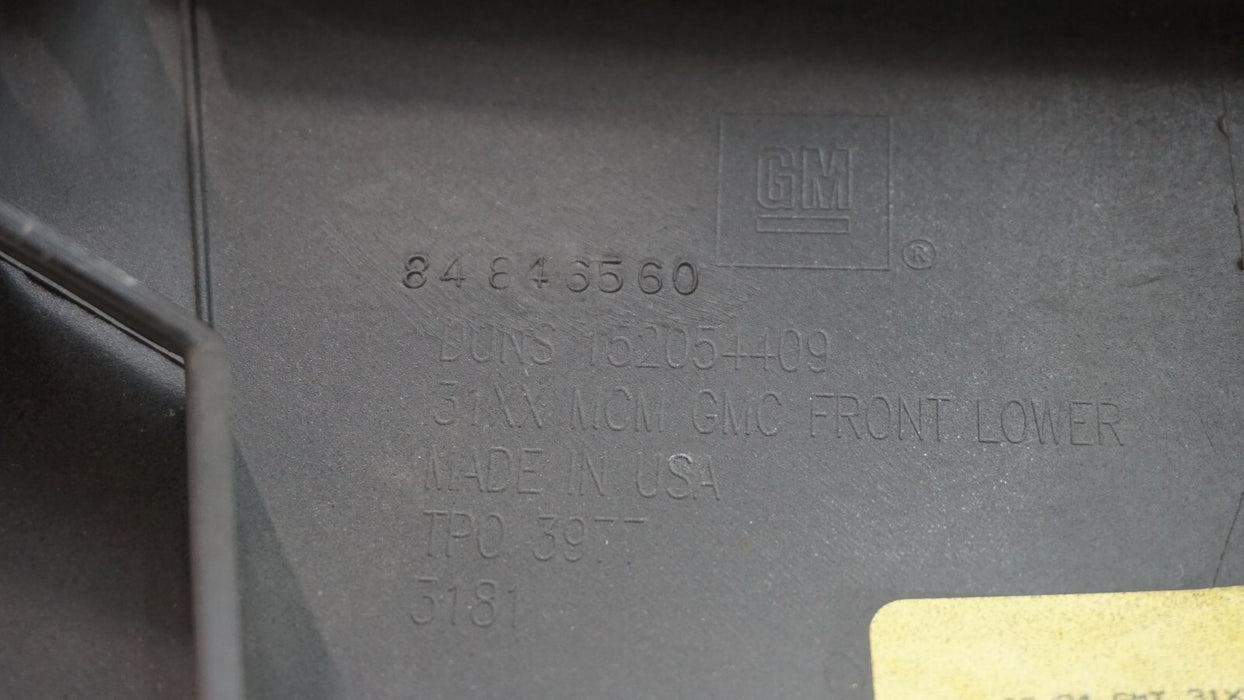 GM
®
84846560
DUNS 152054409
31XX MCM GMC FRONT LOWER
MADE IN USA
TPO 3977
3181